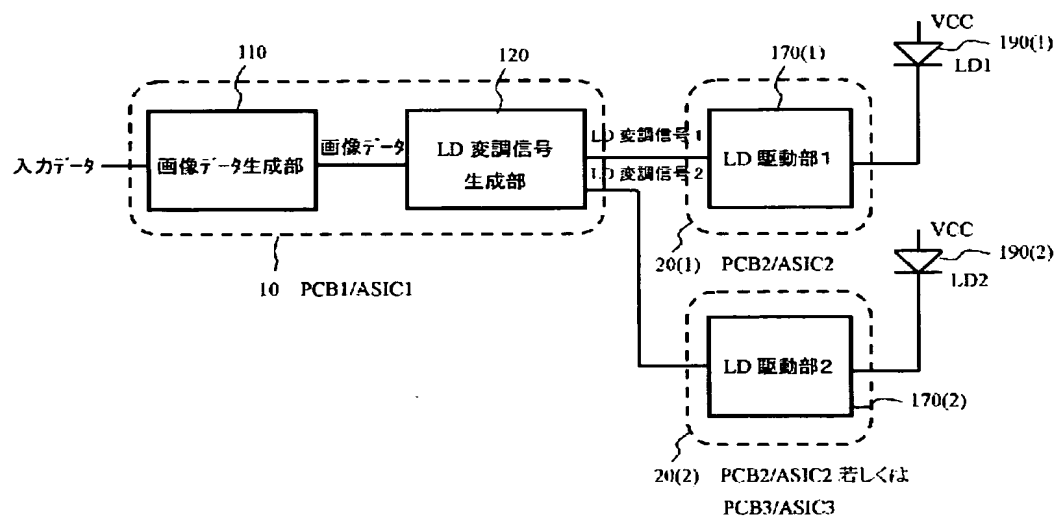 VCC
190(1)
LD1
110
120
170(1)
入力データ
画像データ生成部
画像データ
LD 変調信号
生成部
LD 変調信号1
LD 変調信号2
LD 駆動部1
10 PCB1/ASIC1
20(1) PCB2/ASIC2
VCC
190(2)
LD2
LD 駆動部2
170(2)
20(2) PCB2/ASIC2 若しくは
PCB3/ASIC3